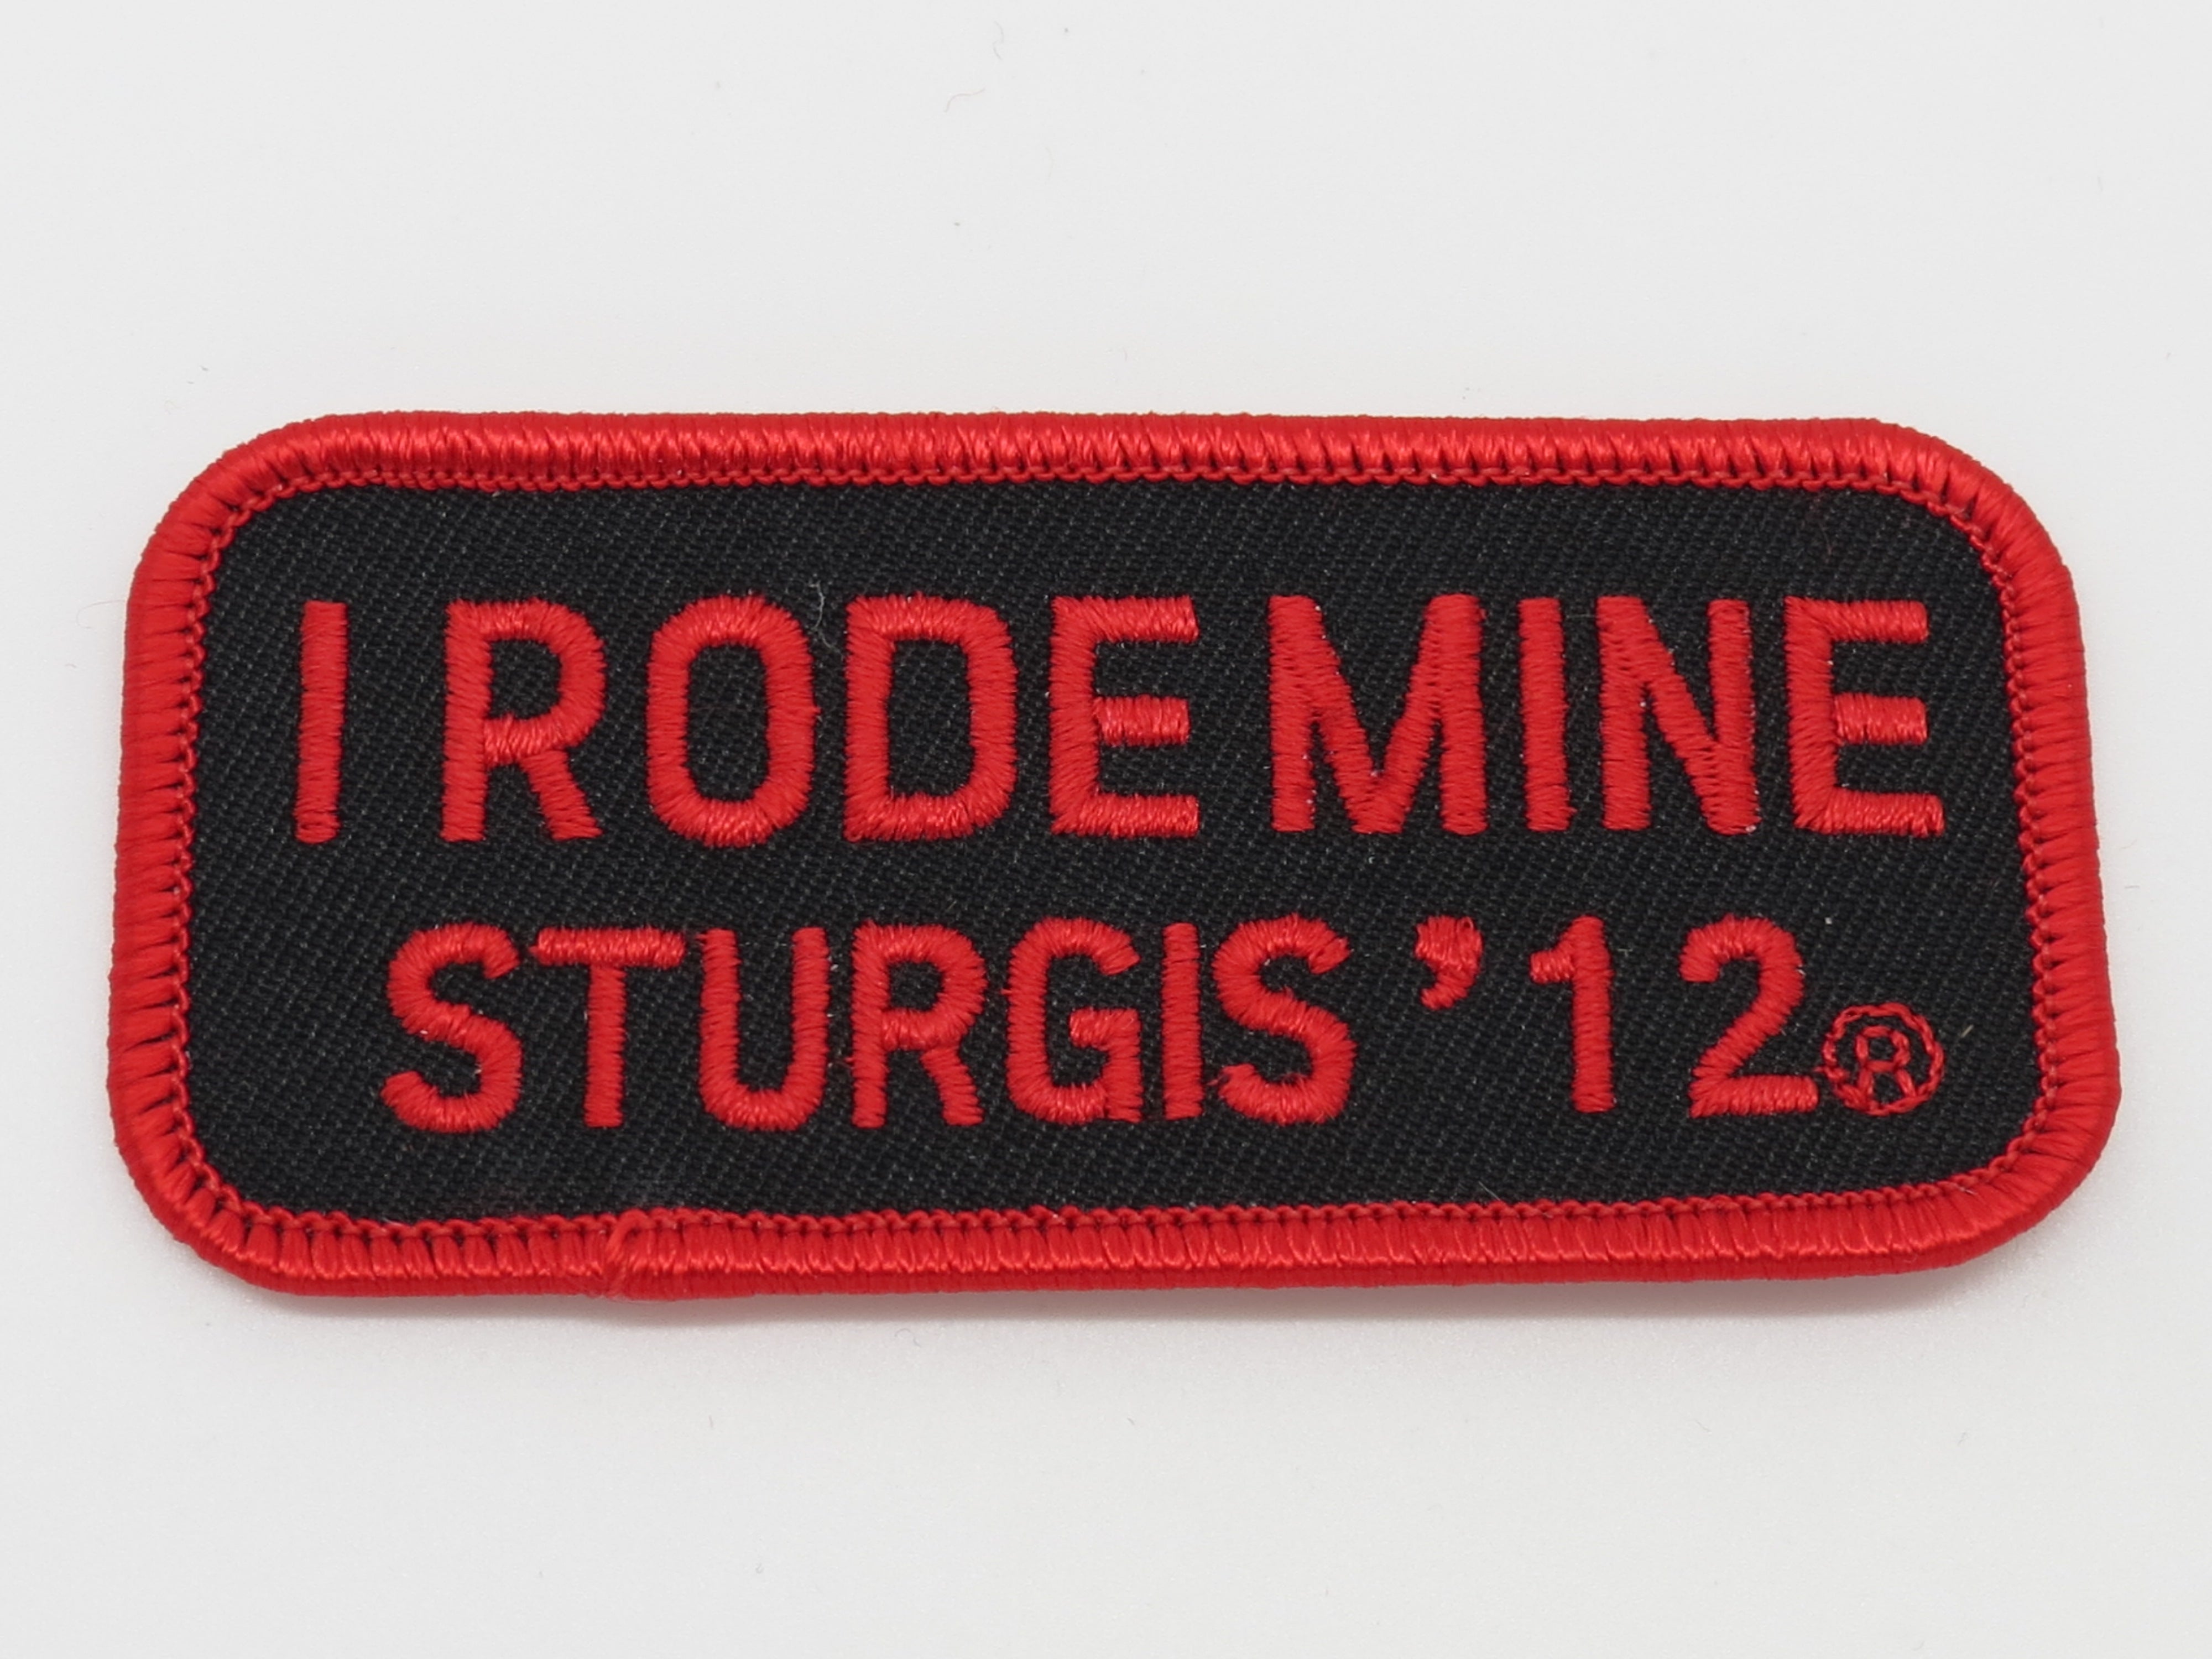 I RODE MINE
STURGIS ’12®